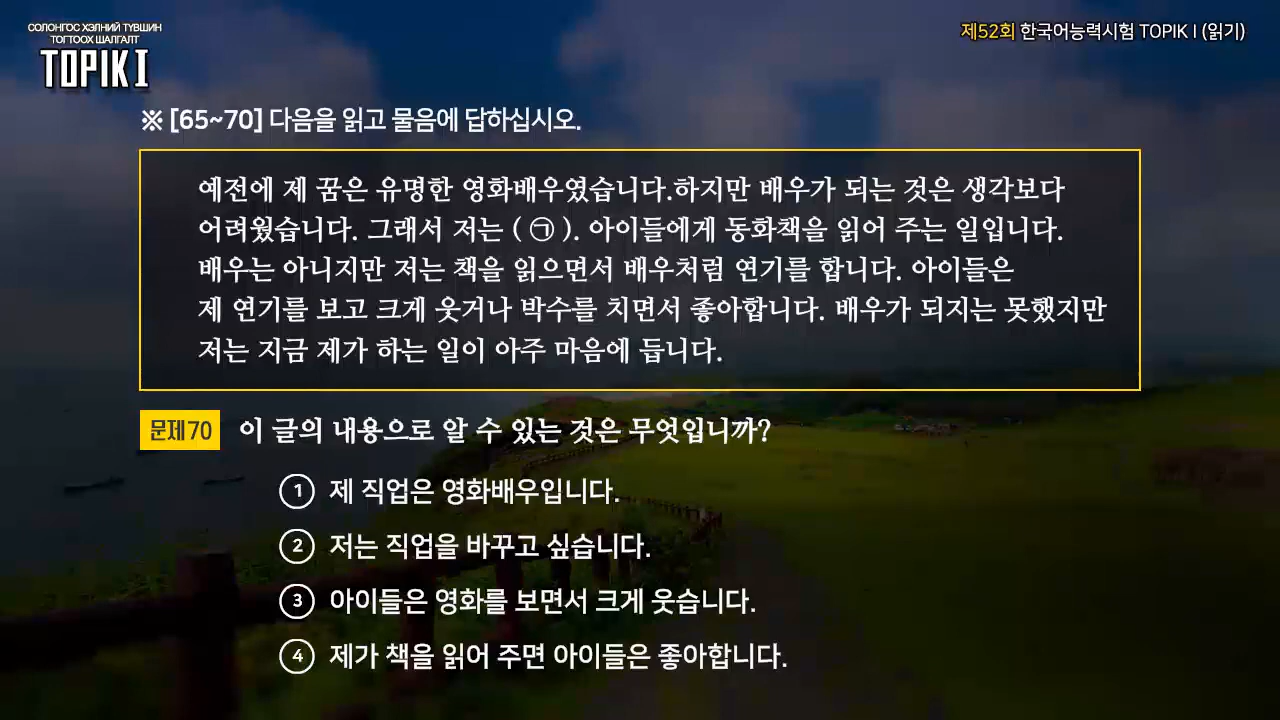 СОЛОНГОС ХЭЛНИЙ ТҮВШИН
ТОГТООХ ШАЛГАЛТ
TOPIK I
제52회 한국어능력시험 TOPIK I (읽기)
※ [65~70] 다음을 읽고 물음에 답하십시오.
예전에 제 꿈은 유명한 영화배우였습니다.하지만 배우가 되는 것은 생각보다
어려웠습니다. 그래서 저는 ( ㉠ ). 아이들에게 동화책을 읽어 주는 일입니다.
배우는 아니지만 저는 책을 읽으면서 배우처럼 연기를 합니다. 아이들은
제 연기를 보고 크게 웃거나 박수를 치면서 좋아합니다. 배우가 되지는 못했지만
저는 지금 제가 하는 일이 아주 마음에 듭니다.
문제 70 이 글의 내용으로 알 수 있는 것은 무엇입니까?
① 제 직업은 영화배우입니다.
② 저는 직업을 바꾸고 싶습니다.
③ 아이들은 영화를 보면서 크게 웃습니다.
④ 제가 책을 읽어 주면 아이들은 좋아합니다.